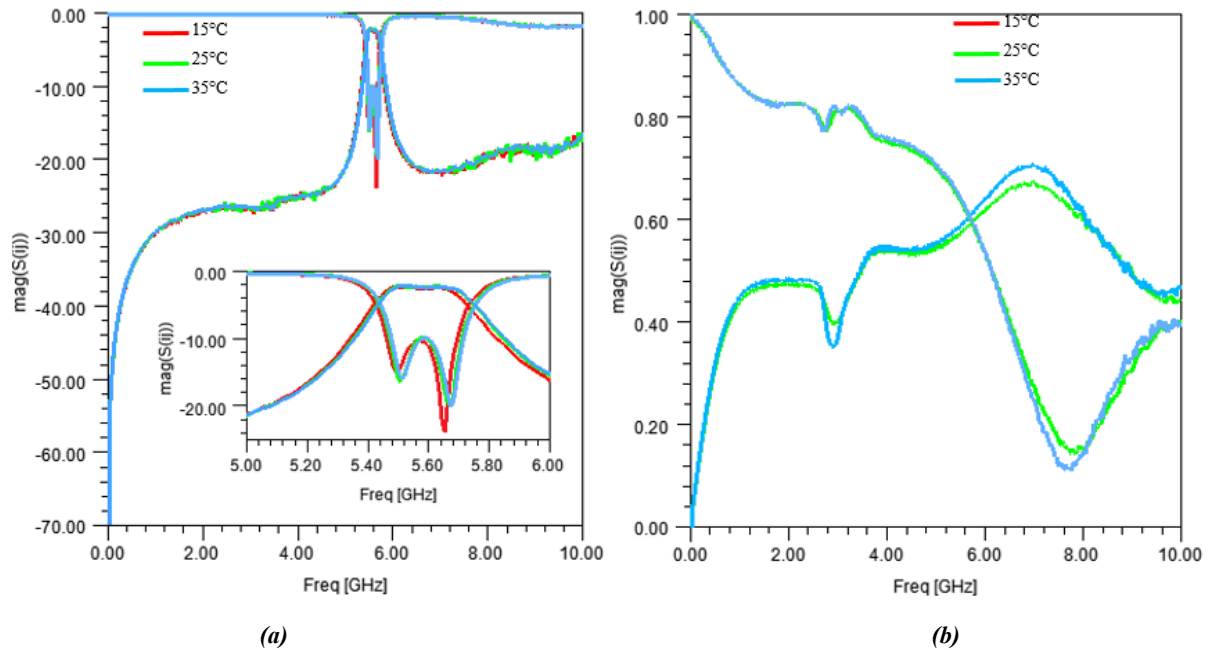 0.00
-10.00
-20.00
-30.00
-40.00
-50.00
-60.00
-70.00
mag(S(ij))
15°C
25°C
35°C
0.00
-10.00
-20.00
mag(S(ij))
5.00 5.20 5.40 5.60 5.80 6.00
Freq [GHz]
0.00 2.00 4.00 6.00 8.00 10.00
Freq [GHz]
(a)
1.00
0.80
0.60
0.40
0.20
0.00
mag(S(ij))
15°C
25°C
35°C
0.00 2.00 4.00 6.00 8.00 10.00
Freq [GHz]
(b)